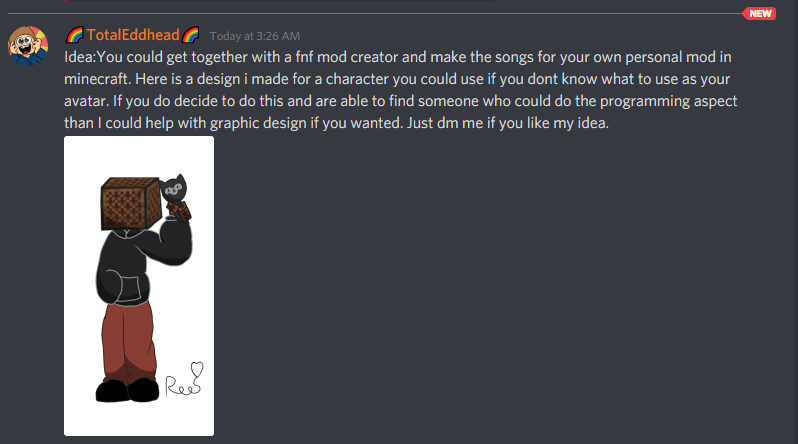 NEW
🌈TotalEddhead🌈 Today at 3:26 AM
Idea:You could get together with a fnf mod creator and make the songs for your own personal mod in
minecraft. Here is a design i made for a character you could use if you dont know what to use as your
avatar. If you do decide to do this and are able to find someone who could do the programming aspect
than I could help with graphic design if you wanted. Just dm me if you like my idea.